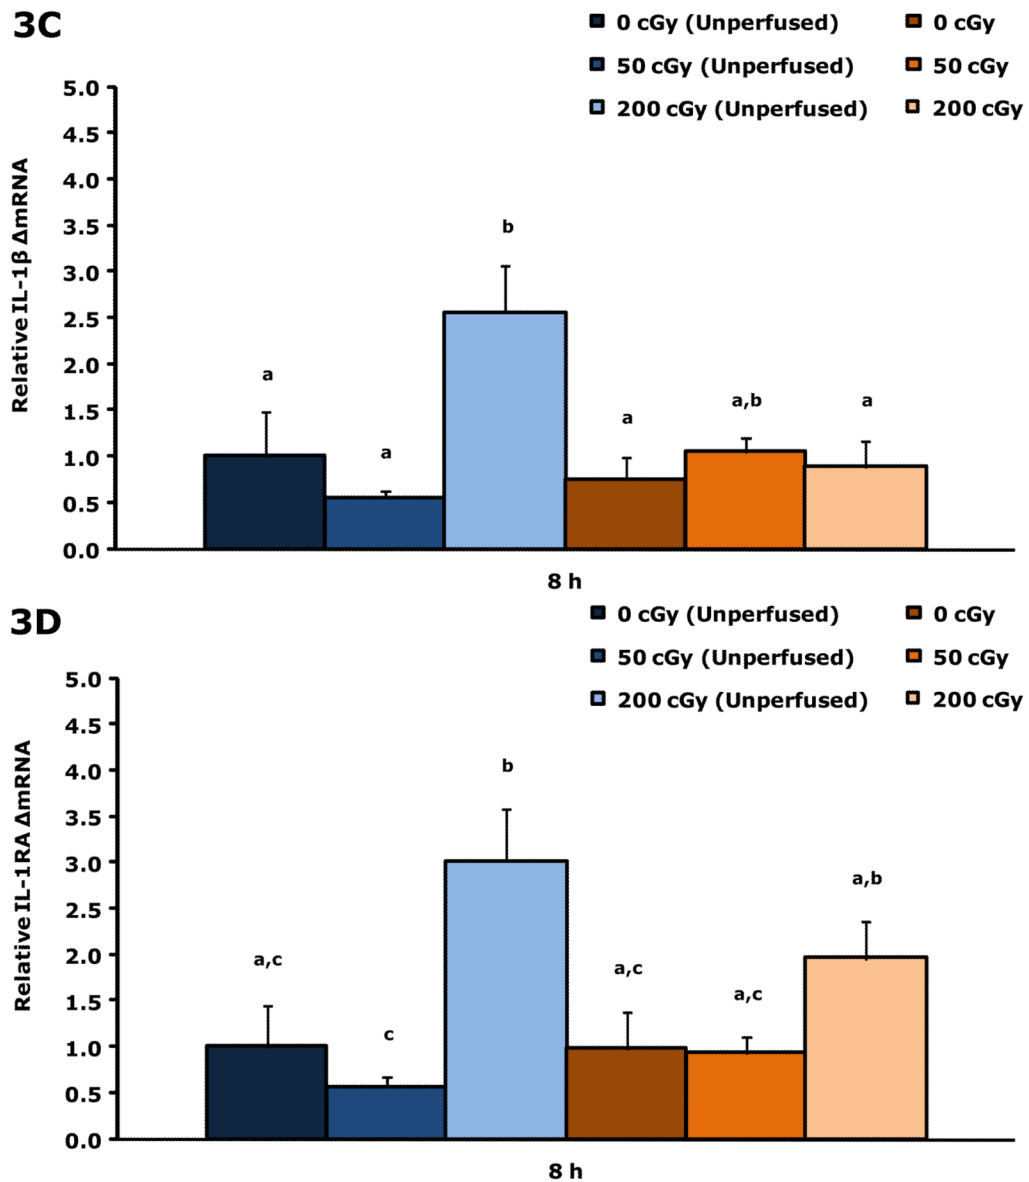 3C
0 cGy (Unperfused)
0 cGy
50 cGy (Unperfused)
50 cGy
200 cGy (Unperfused)
200 cGy
Relative IL-1β ΔmRNA
5.0
4.5
4.0
3.5
3.0
2.5
2.0
1.5
1.0
0.5
0.0
a
a
b
a
a,b
a
8 h
3D
0 cGy (Unperfused)
0 cGy
50 cGy (Unperfused)
50 cGy
200 cGy (Unperfused)
200 cGy
Relative IL-1RA ΔmRNA
5.0
4.5
4.0
3.5
3.0
2.5
2.0
1.5
1.0
0.5
0.0
a,c
c
b
a,c
a,c
a,b
8 h